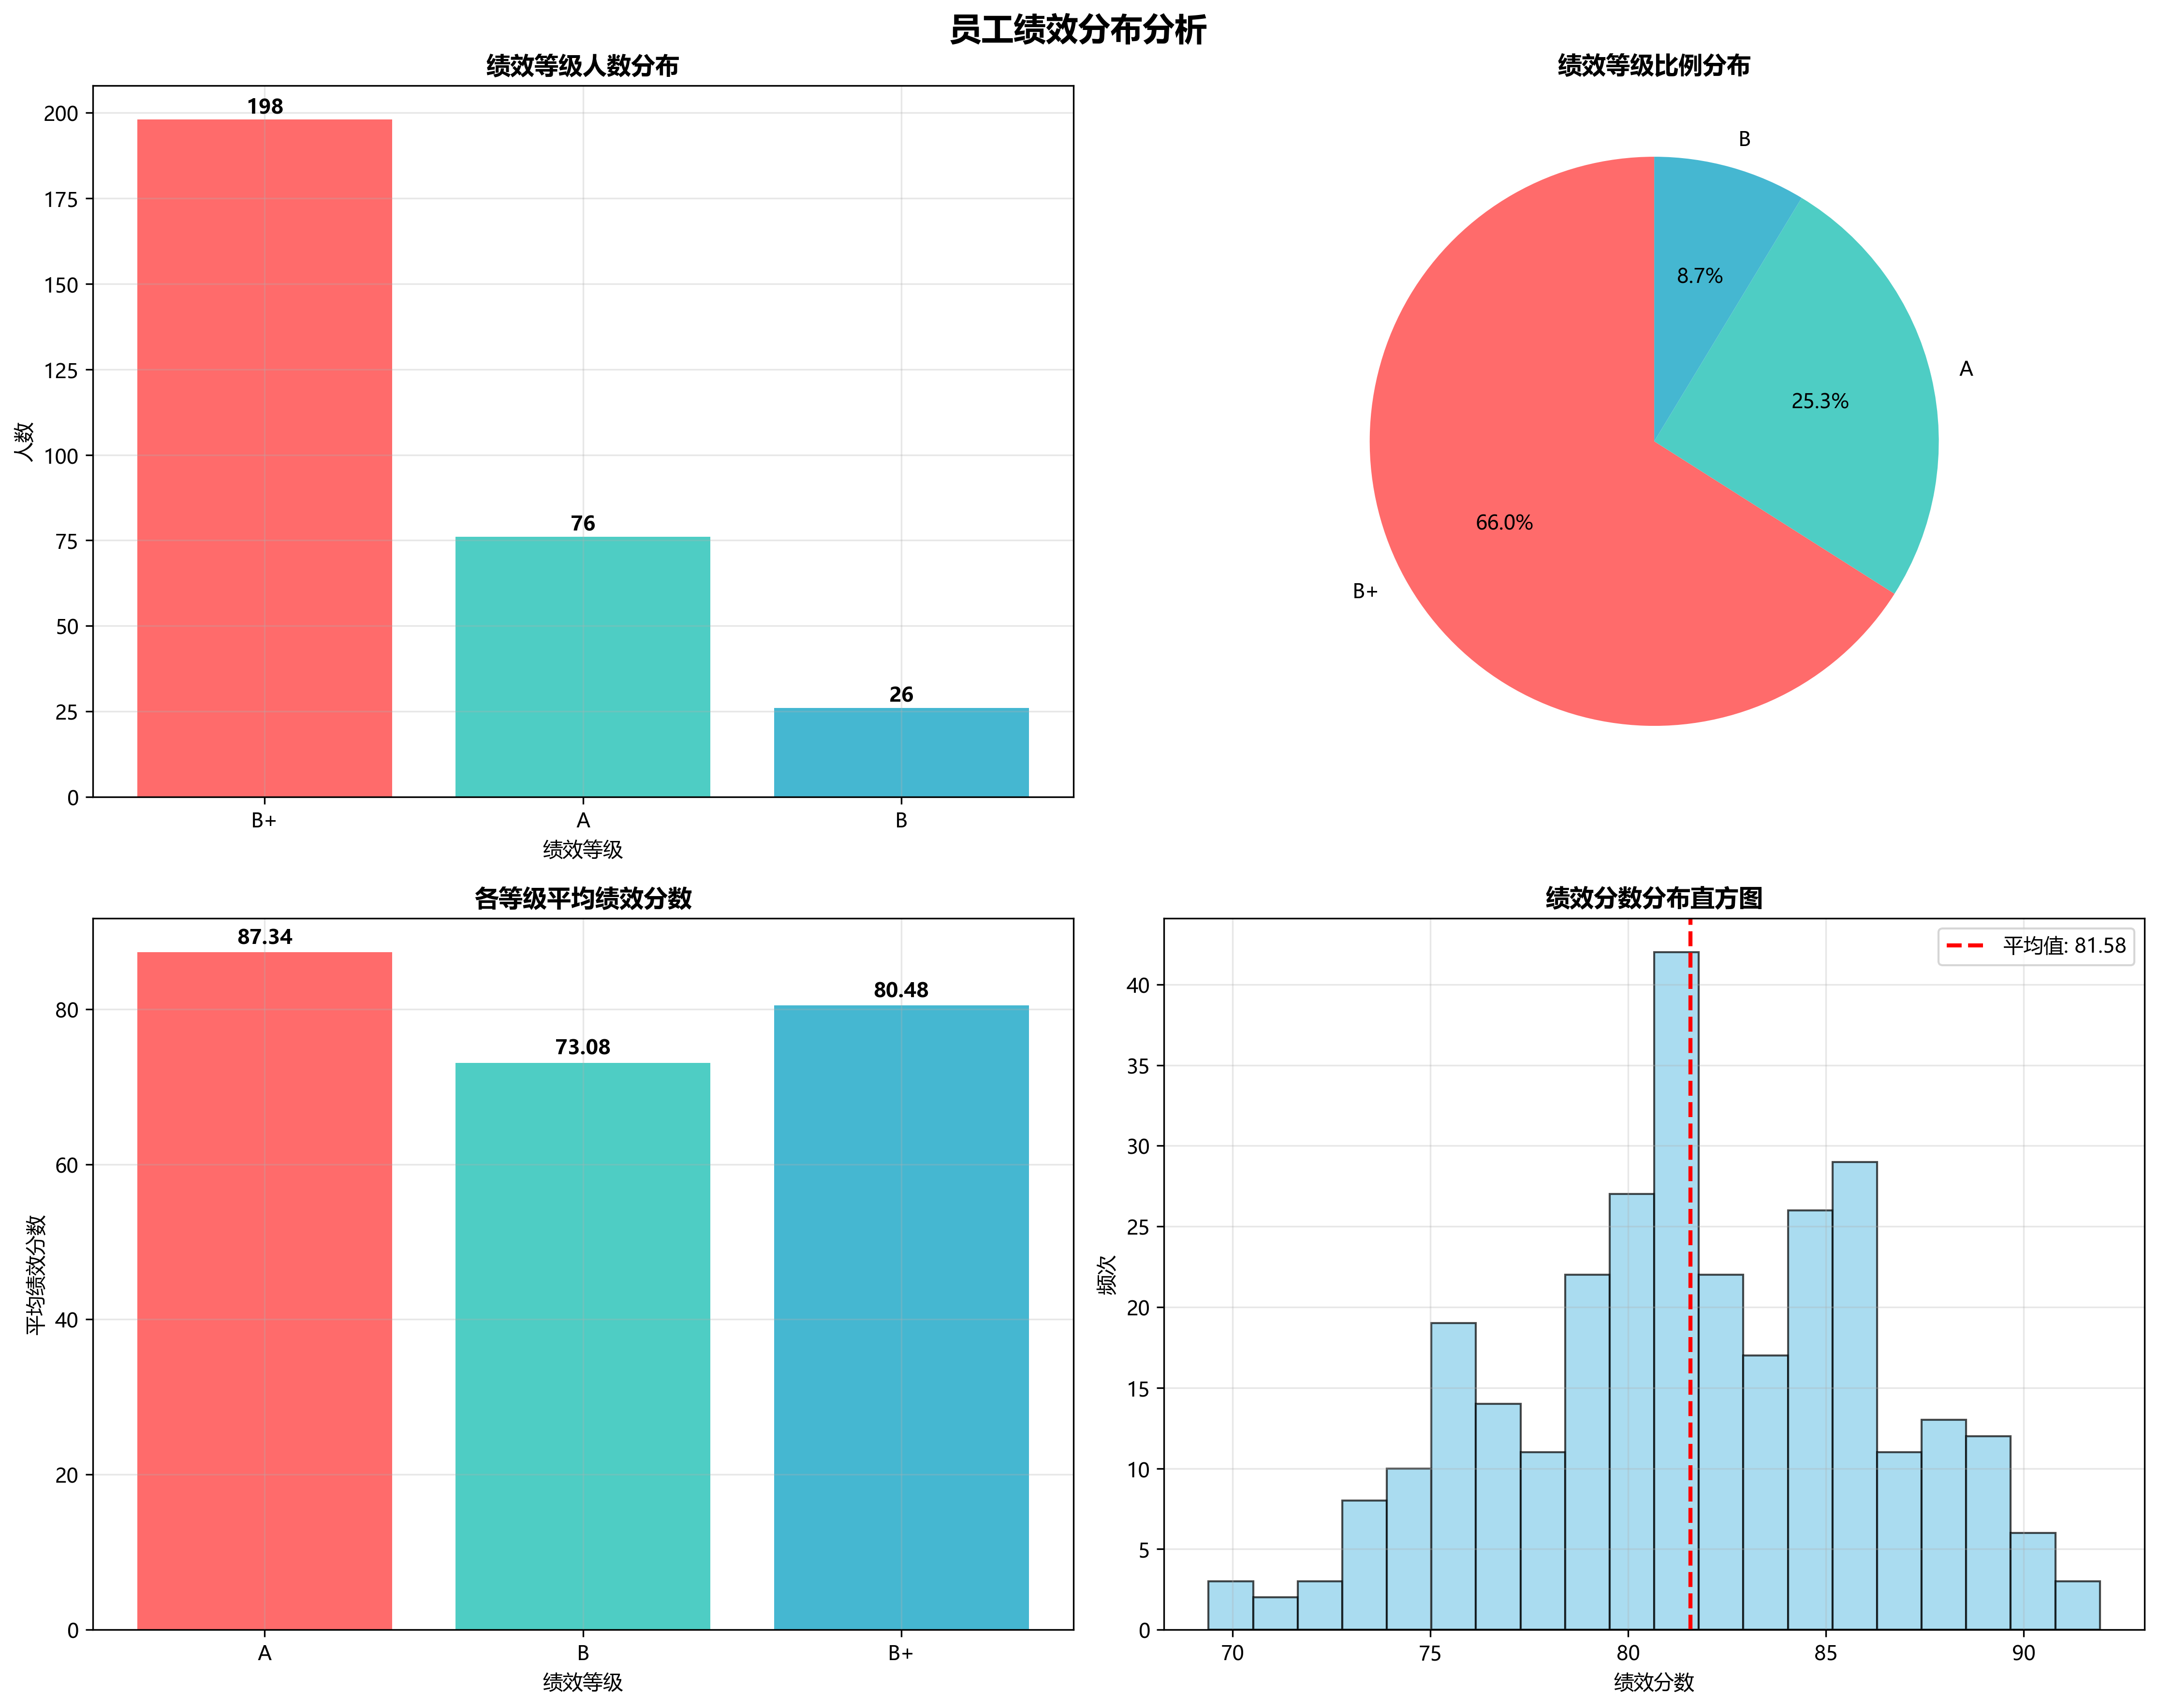 员工绩效分布分析
绩效等级人数分布
198
76
26
200
175
150
125
100
75
50
25
0
人数
B+
A
B
绩效等级
绩效等级比例分布
B
8.7%
A
25.3%
66.0%
B+
各等级平均绩效分数
87.34
73.08
80.48
80
60
40
20
0
平均绩效分数
A
B
B+
绩效等级
绩效分数分布直方图
平均值: 81.58
40
35
30
25
20
15
10
5
0
频次
70
75
80
85
90
绩效分数